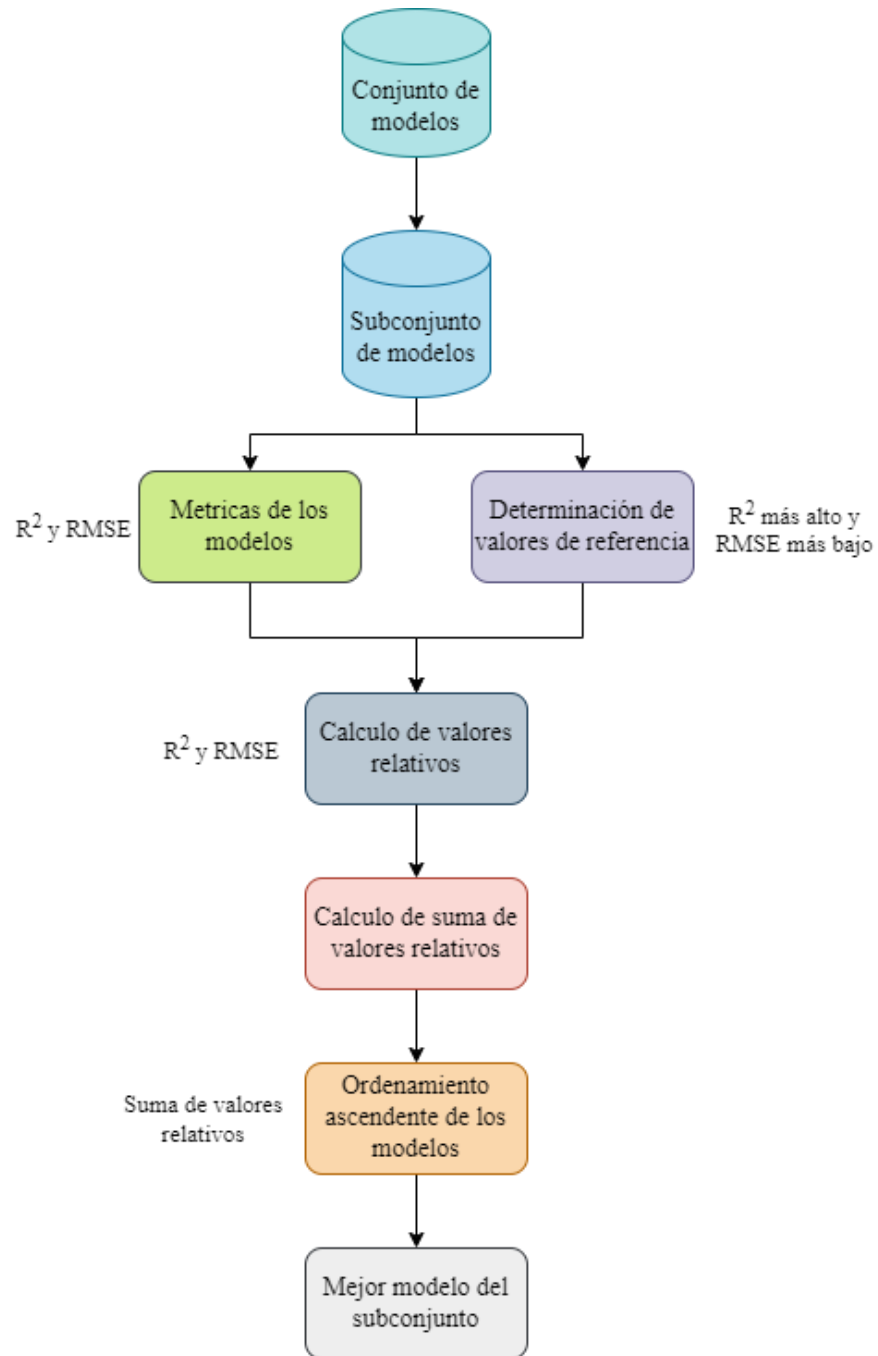 Conjunto de
modelos
Subconjunto
de modelos
R² y RMSE
Metricas de los
modelos
Determinación de
valores de referencia
R² más alto y
RMSE más bajo
R² y RMSE
Calculo de valores
relativos
Calculo de suma de
valores relativos
Suma de valores
relativos
Ordenamiento
ascendente de los
modelos
Mejor modelo del
subconjunto